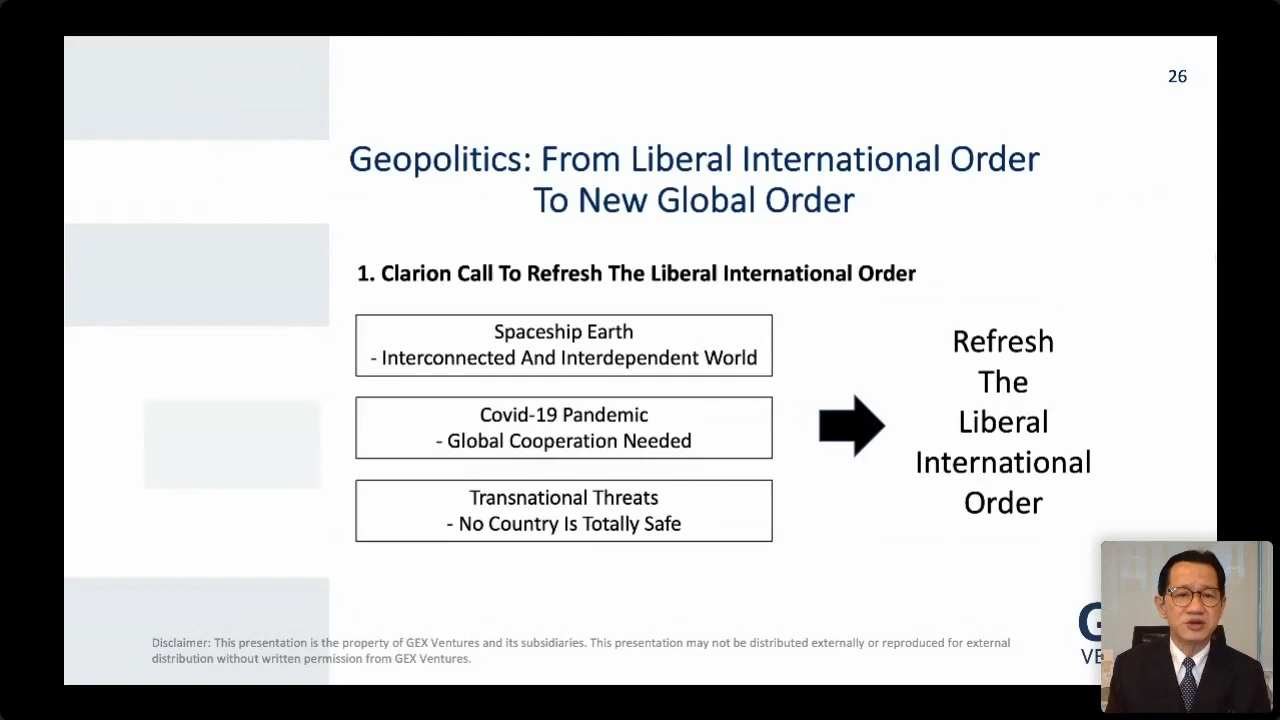 26
Geopolitics: From Liberal International Order
To New Global Order
1. Clarion Call To Refresh The Liberal International Order
Spaceship Earth
- Interconnected And Interdependent World
Covid-19 Pandemic
- Global Cooperation Needed
Transnational Threats
- No Country Is Totally Safe
Refresh
The
Liberal
International
Order
Disclaimer: This presentation is the property of GEX Ventures and its subsidiaries. This presentation may not be distributed externally or reproduced for external
distribution without written permission from GEX Ventures.